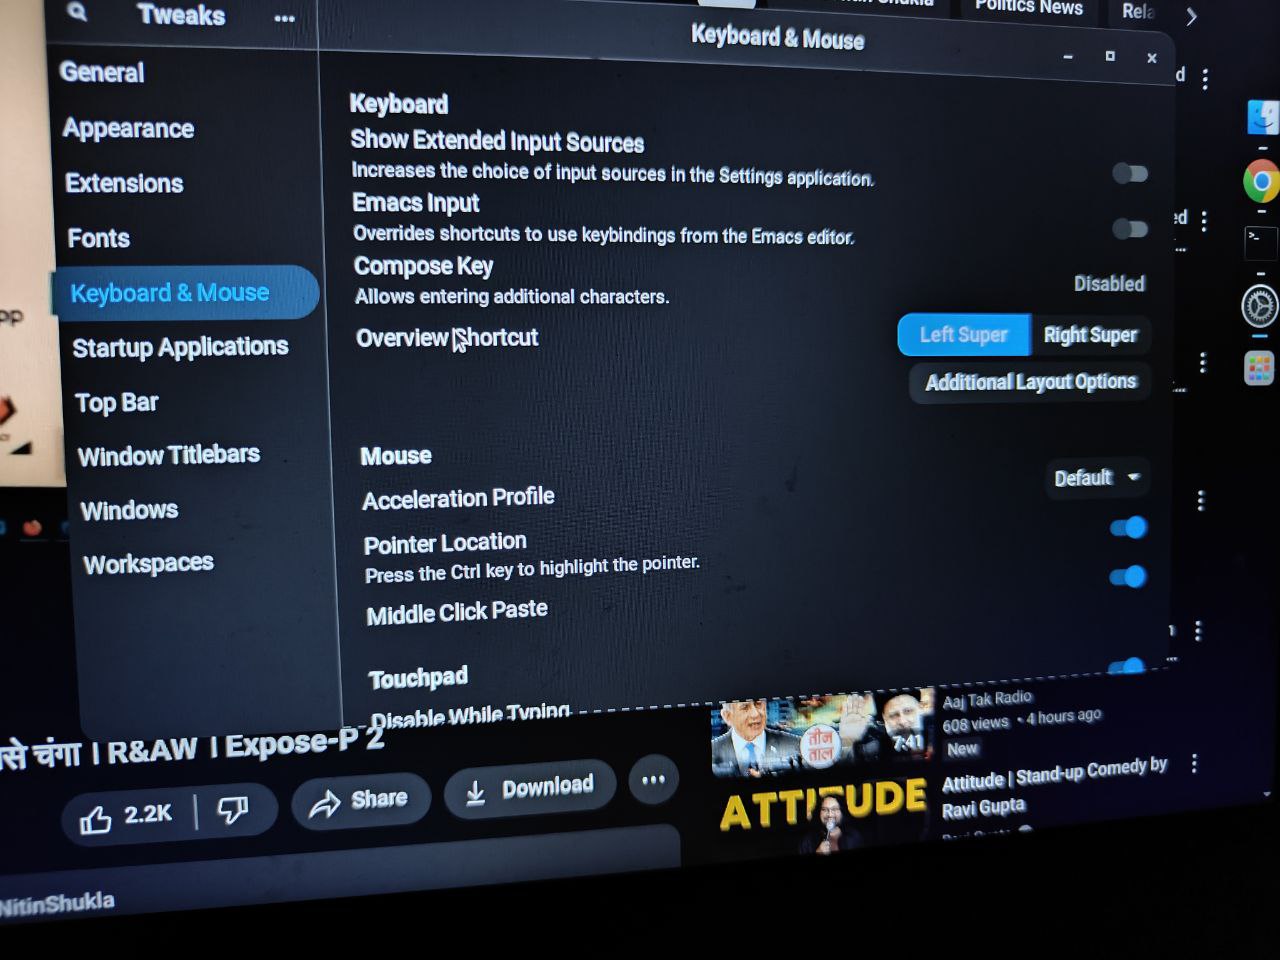 Tweaks
Politics News
Rela
Keyboard & Mouse
General
Appearance
Extensions
Fonts
Keyboard & Mouse
Startup Applications
Top Bar
Window Titlebars
Windows
Workspaces
Keyboard
Show Extended Input Sources
Increases the choice of input sources in the Settings application.
Emacs Input
Overrides shortcuts to use keybindings from the Emacs editor.
Compose Key
Disabled
Allows entering additional characters.
Overview Shortcut
Left Super
Right Super
Additional Layout Options
Mouse
Acceleration Profile
Default
Pointer Location
Press the Ctrl key to highlight the pointer.
Middle Click Paste
Touchpad
Disable While Typing
चंगा । R&AW । Expose-P 2
2.2K
Share
Download
NitinShukla
तीन
ताल
7:41
Aaj Tak Radio
608 views • 4 hours ago
New
ATTITUDE
Attitude | Stand-up Comedy by
Ravi Gupta